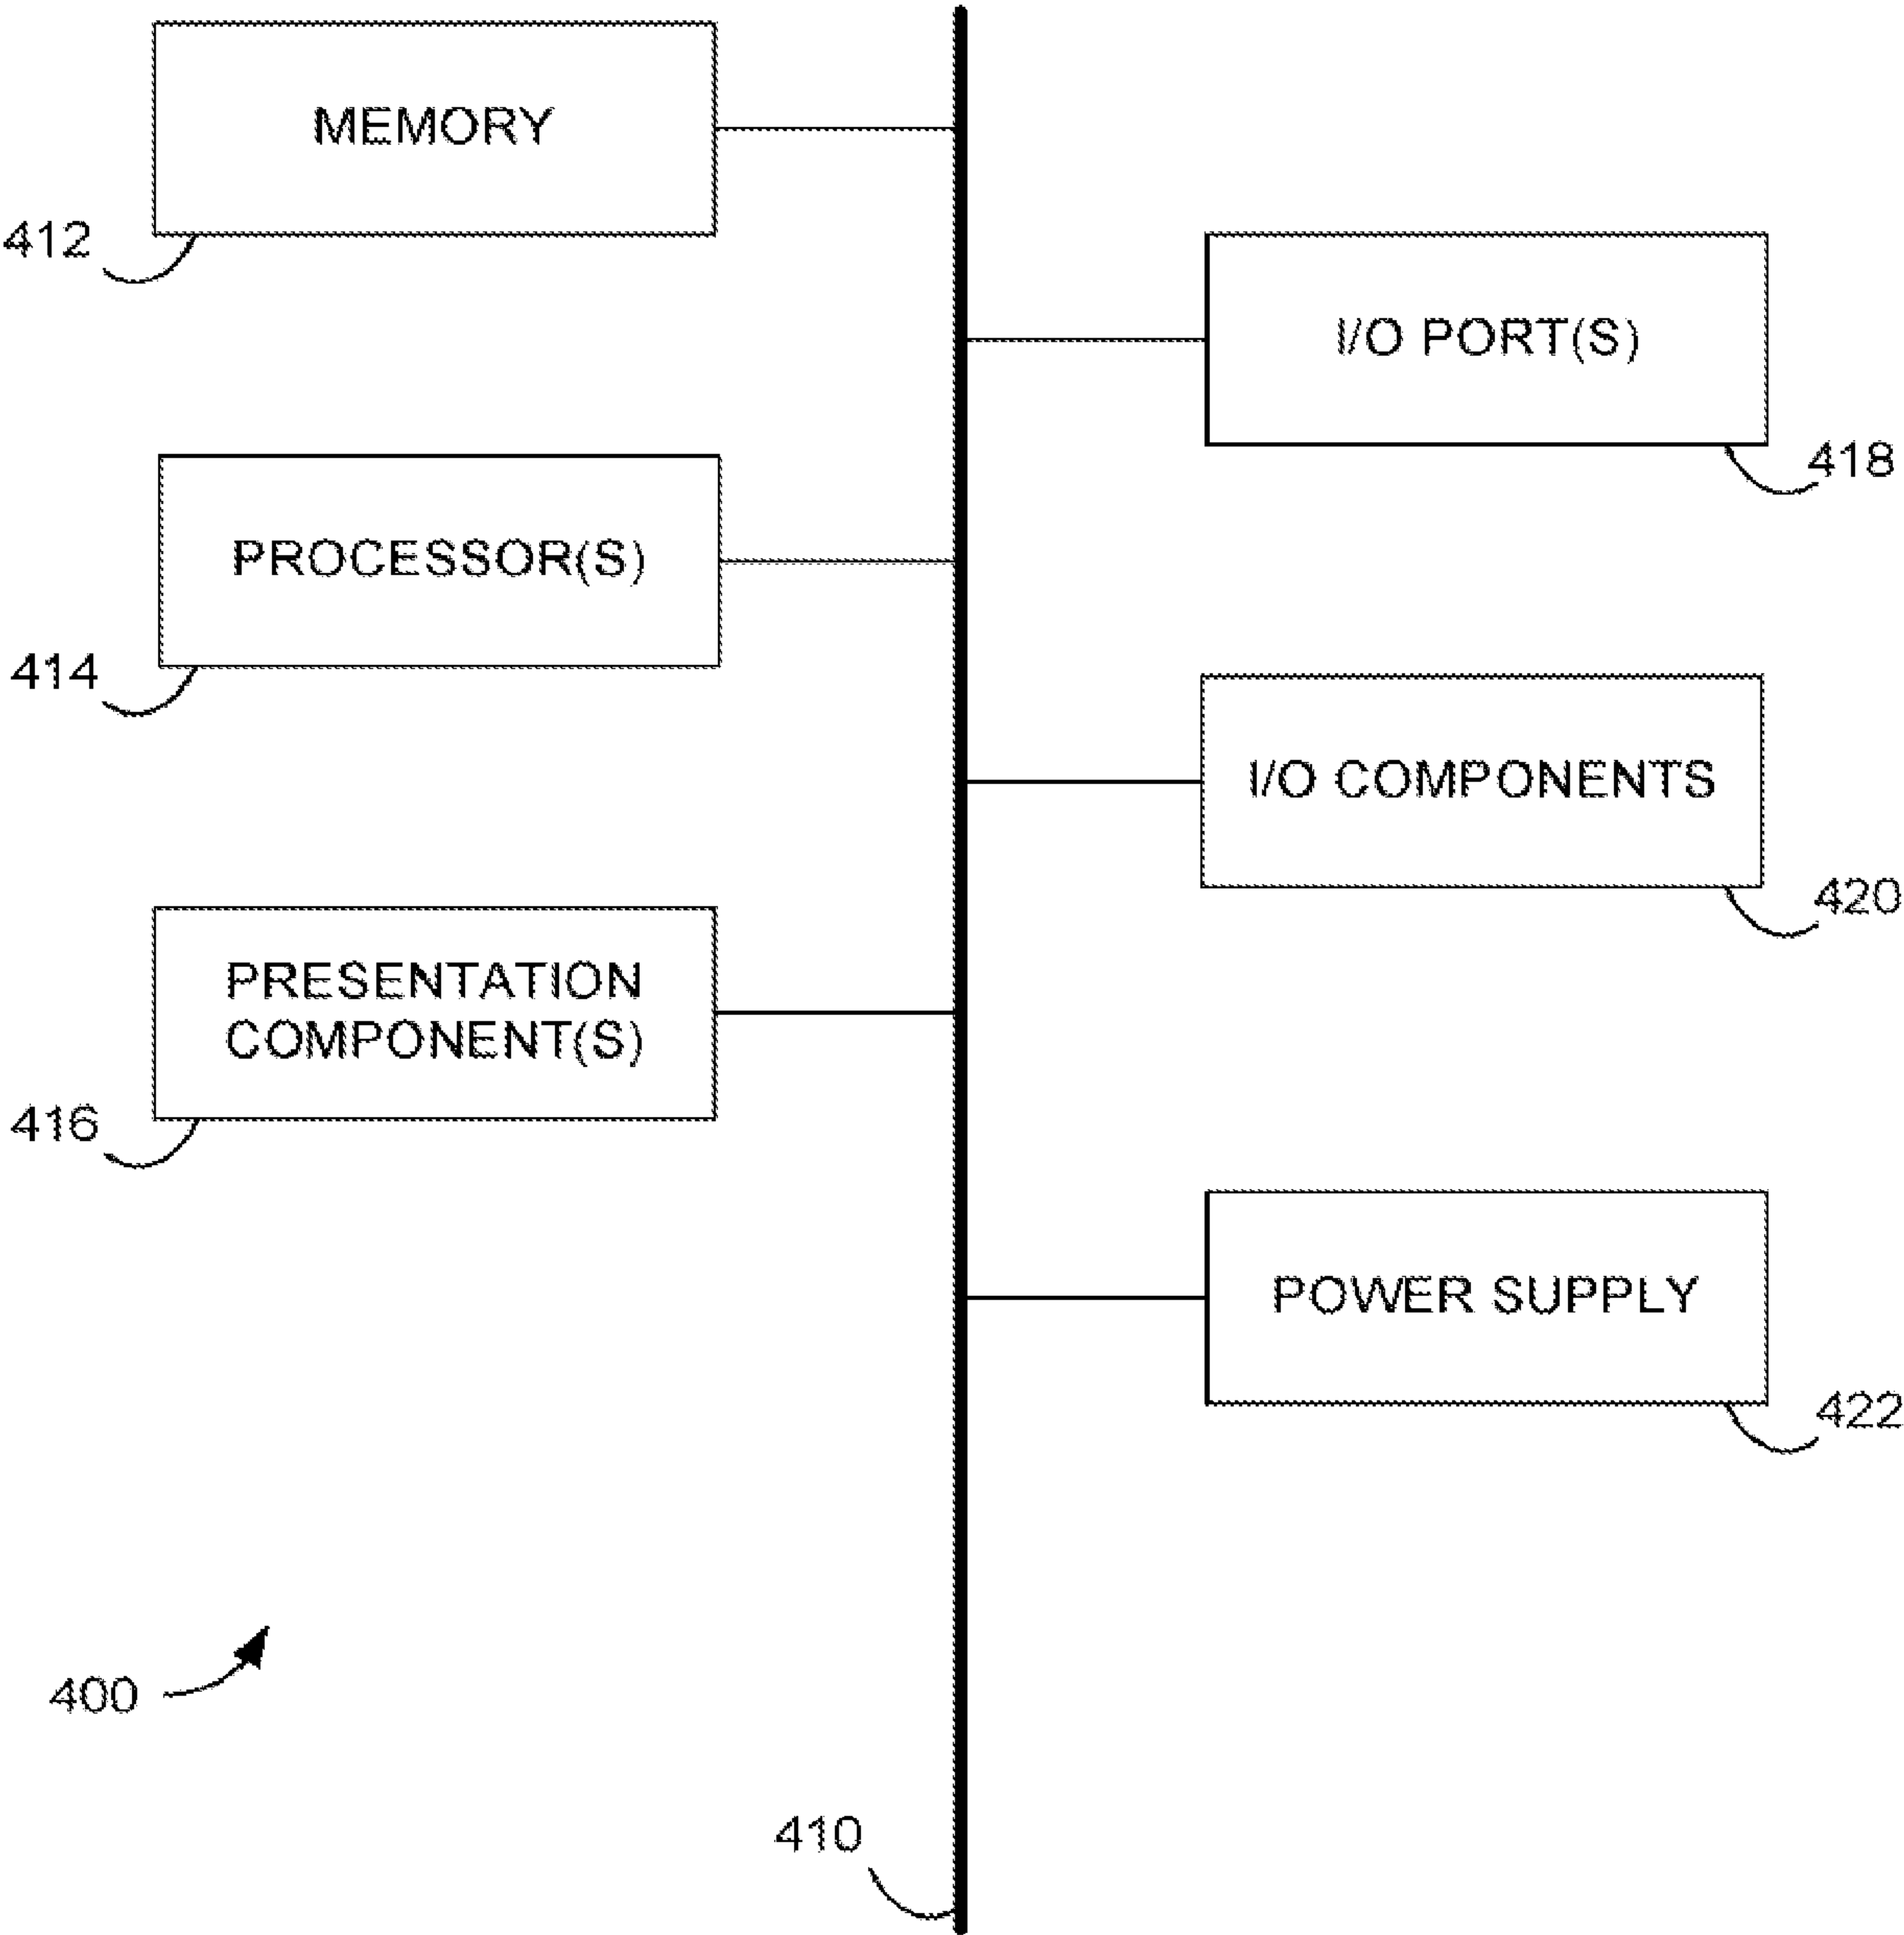 MEMORY
412
I/O PORT(S)
418
PROCESSOR(S)
414
I/O COMPONENTS
420
PRESENTATION
COMPONENT(S)
416
POWER SUPPLY
422
400
410